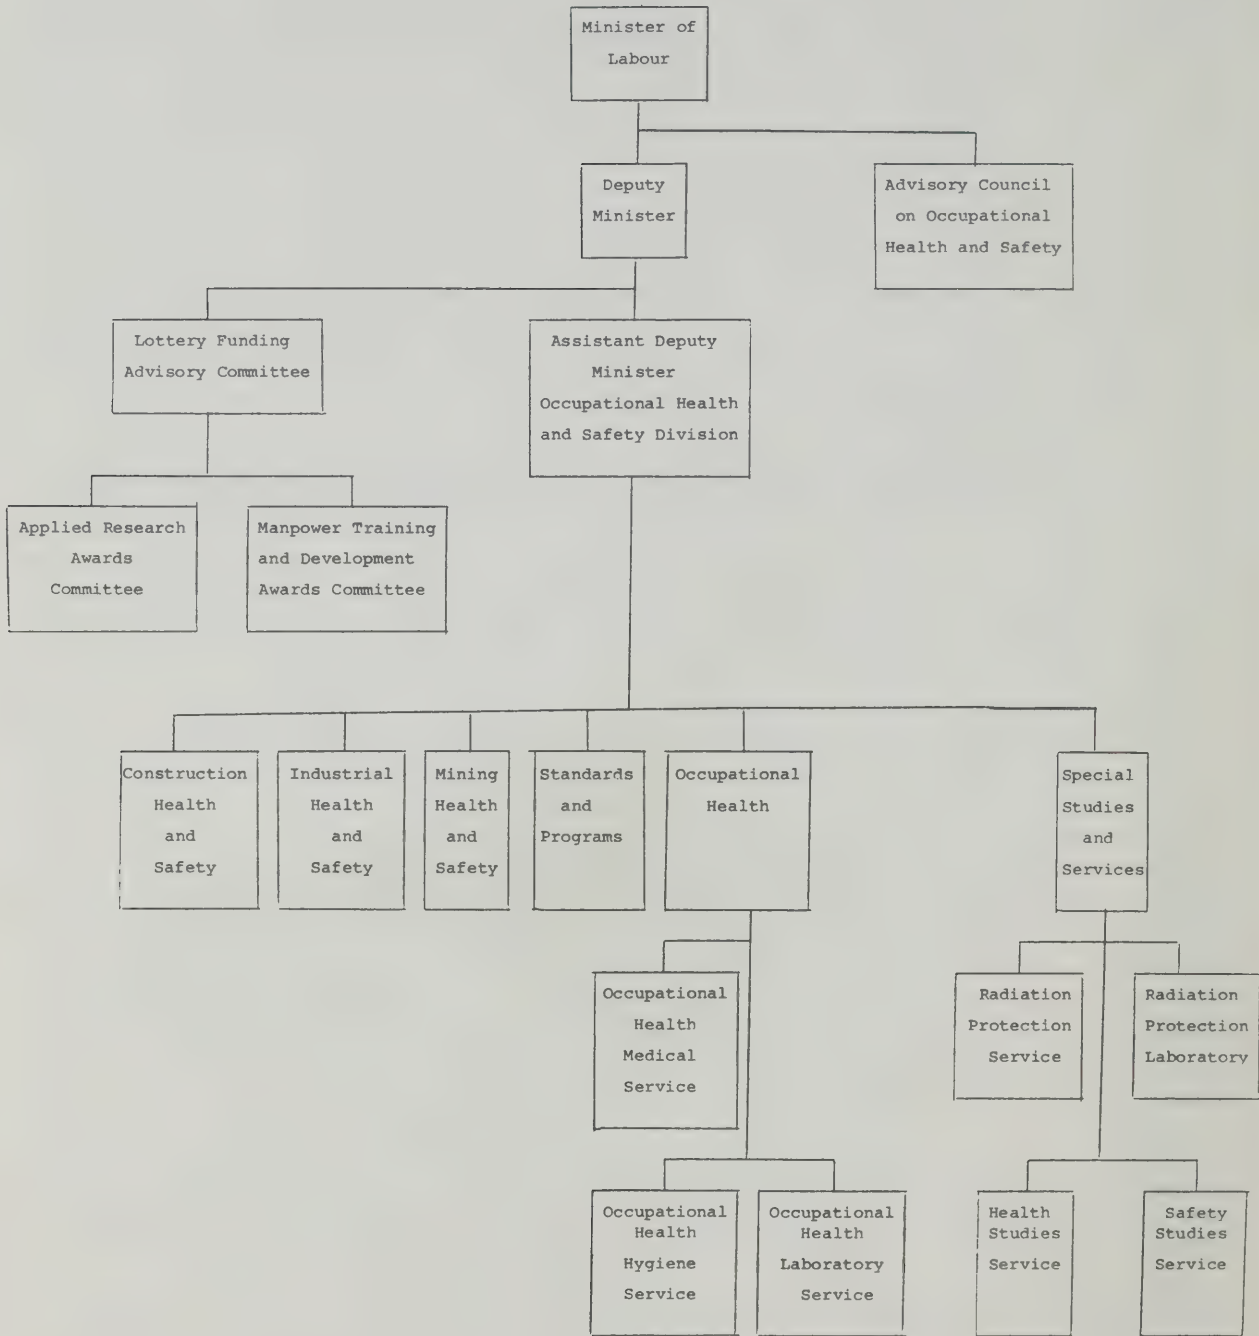 Minister of
Labour
Deputy
Minister
Advisory Council
on Occupational
Health and Safety
Lottery Funding
Advisory Committee
Assistant Deputy
Minister
Occupational Health
and Safety Division
Applied Research
Awards
Committee
Manpower Training
and Development
Awards Committee
Construction
Health
and
Safety
Industrial
Health
and
Safety
Mining
Health
and
Safety
Standards
and
Programs
Occupational
Health
Special
Studies
and
Services
Occupational
Health
Medical
Service
Radiation
Protection
Service
Radiation
Protection
Laboratory
Occupational
Health
Hygiene
Service
Occupational
Health
Laboratory
Service
Health
Studies
Service
Safety
Studies
Service